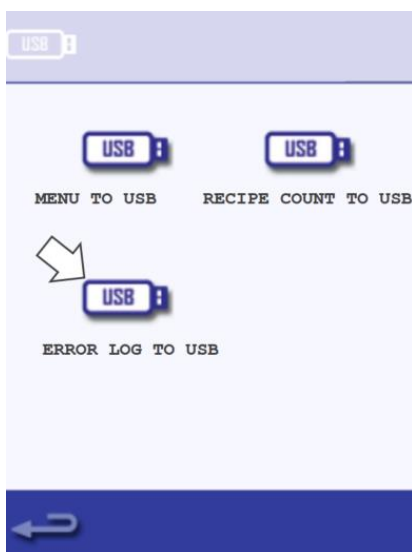 USB
USB USB
MENU TO USB RECIPE COUNT TO USB
USB
ERROR LOG TO USB